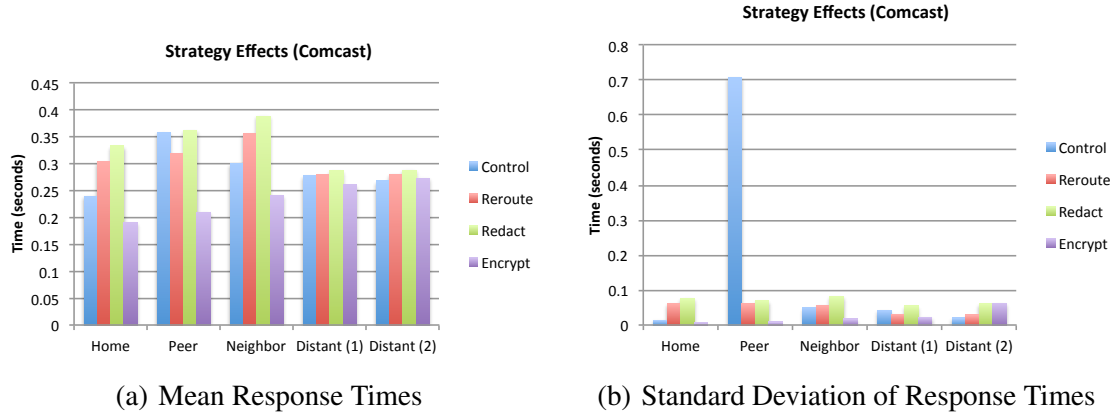 Strategy Effects (Comcast)
0.45
0.4
0.35
0.3
0.25
0.2
0.15
0.1
0.05
0
Time (seconds)
Home Peer Neighbor Distant (1) Distant (2)
Control
Reroute
Redact
Encrypt
(a) Mean Response Times
Strategy Effects (Comcast)
0.8
0.7
0.6
0.5
0.4
0.3
0.2
0.1
0
Time (seconds)
Home Peer Neighbor Distant (1) Distant (2)
Control
Reroute
Redact
Encrypt
(b) Standard Deviation of Response Times